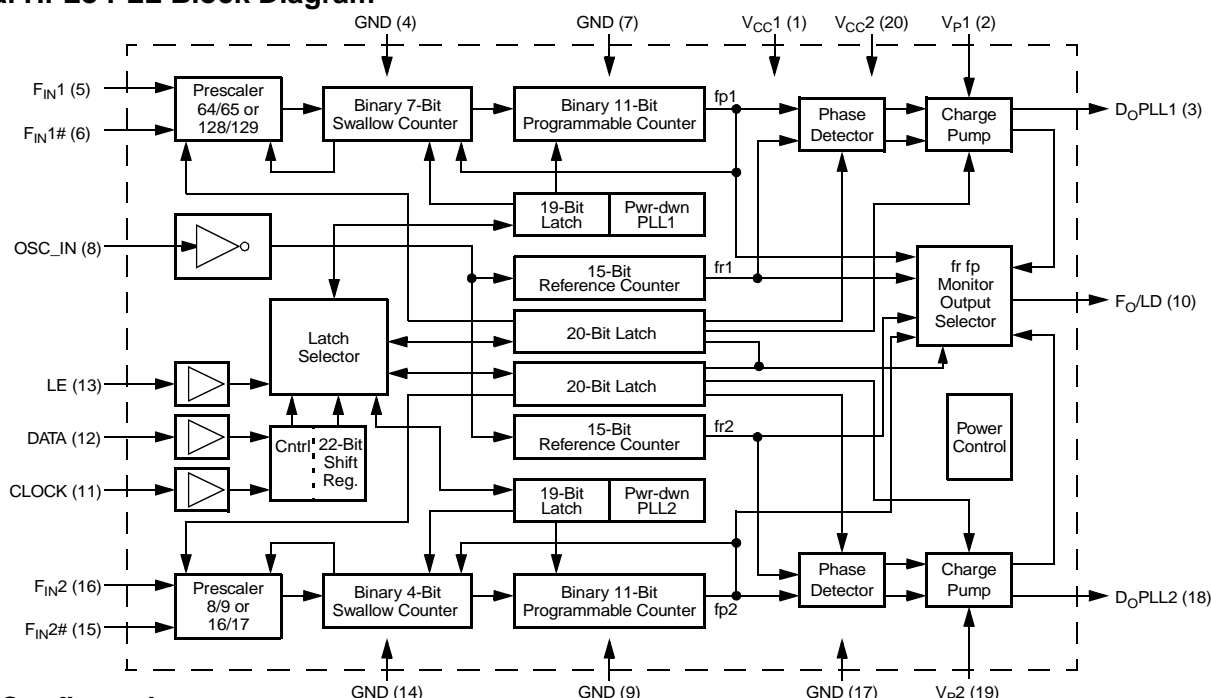 PLL Block Diagram
GND (4)
GND (7)
VCC1 (1)
VCC2 (20)
VP1 (2)
FIN1 (5)
FIN1# (6)
Prescaler
64/65 or
128/129
Binary 7-Bit
Swallow Counter
Binary 11-Bit
Programmable Counter
fp1
Phase
Detector
Charge
Pump
DOPLL1 (3)
19-Bit
Latch
Pwr-dwn
PLL1
OSC_IN (8)
15-Bit
Reference Counter
fr1
fr fp
Monitor
Output
Selector
FO/LD (10)
Latch
Selector
20-Bit Latch
20-Bit Latch
LE (13)
DATA (12)
CLOCK (11)
Cntrl
22-Bit
Shift
Reg.
15-Bit
Reference Counter
fr2
Power
Control
19-Bit
Latch
Pwr-dwn
PLL2
FIN2 (16)
FIN2# (15)
Prescaler
8/9 or
16/17
Binary 4-Bit
Swallow Counter
Binary 11-Bit
Programmable Counter
fp2
Phase
Detector
Charge
Pump
DOPLL2 (18)
GND (14)
GND (9)
GND (17)
VP2 (19)